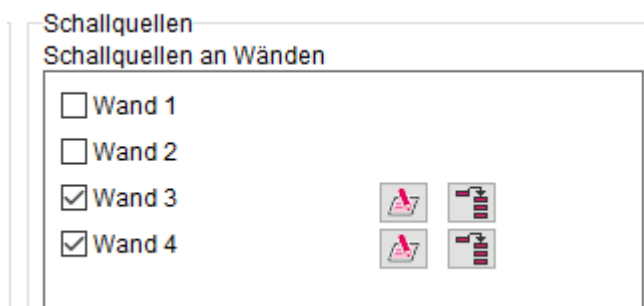 Schallquellen
Schallquellen an Wänden
Wand 1
Wand 2
Wand 3
Wand 4